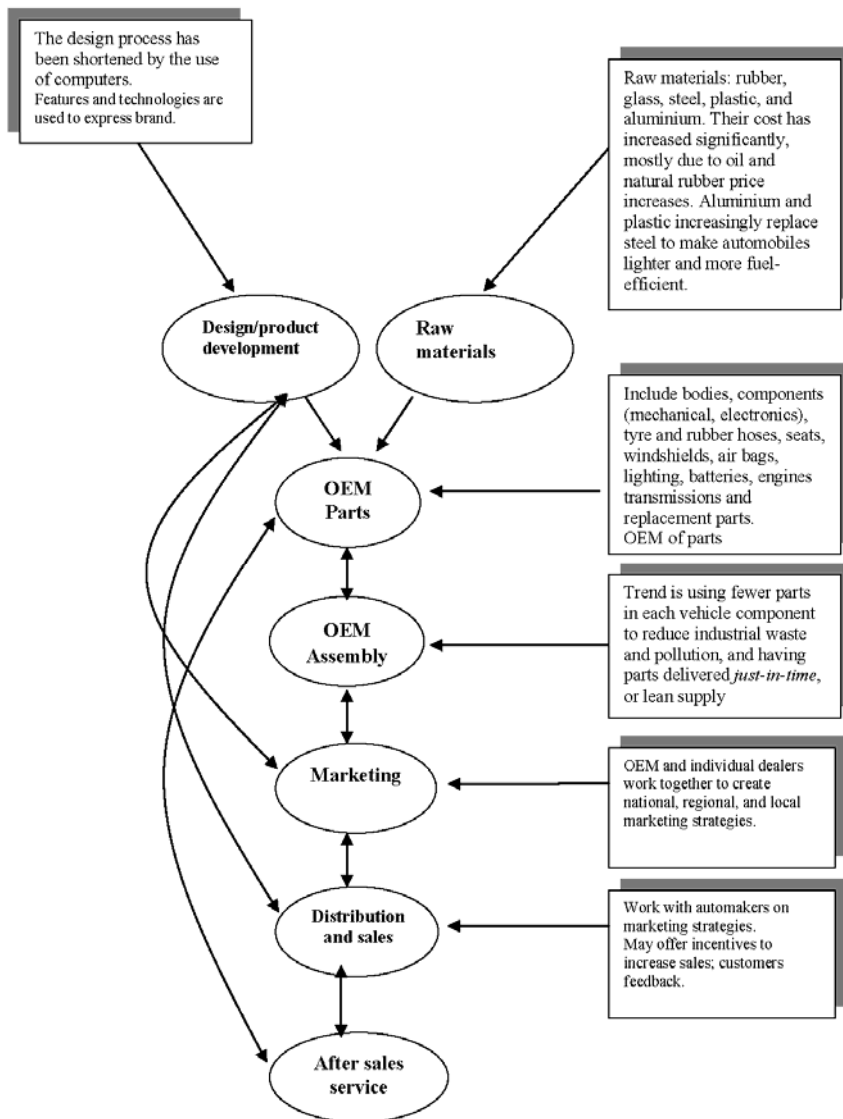 The design process has
been shortened by the use
of computers.
Features and technologies are
used to express brand.
Raw materials: rubber,
glass, steel, plastic, and
aluminium. Their cost has
increased significantly,
mostly due to oil and
natural rubber price
increases. Aluminium and
plastic increasingly replace
steel to make automobiles
lighter and more fuel-
efficient.
Design/product
development
Raw
materials
Include bodies, components
(mechanical, electronics),
tyre and rubber hoses, seats,
windshields, air bags,
lighting, batteries, engines
transmissions and
replacement parts.
OEM of parts
OEM
Parts
Trend is using fewer parts
in each vehicle component
to reduce industrial waste
and pollution, and having
parts delivered just-in-time,
or lean supply
OEM
Assembly
OEM and individual dealers
work together to create
national, regional, and local
marketing strategies.
Marketing
Work with automakers on
marketing strategies.
May offer incentives to
increase sales; customers
feedback.
Distribution
and sales
After sales
service